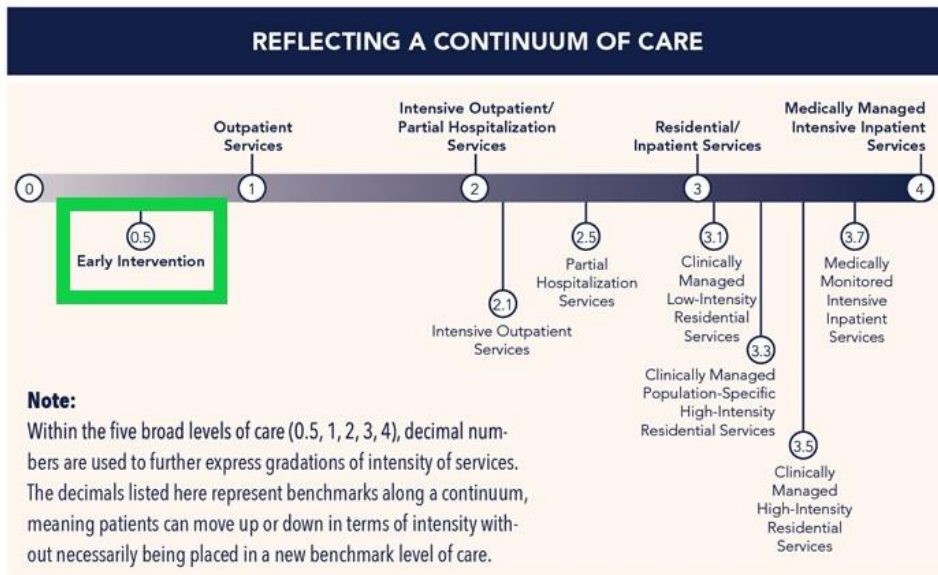 REFLECTING A CONTINUUM OF CARE
Outpatient
Services
Intensive Outpatient/
Partial Hospitalization
Services
Residential/
Inpatient Services
Medically Managed
Intensive Inpatient
Services
0
1
2
3
4
0.5
Early Intervention
2.1
Intensive Outpatient
Services
2.5
Partial
Hospitalization
Services
3.1
Clinically
Managed
Low-Intensity
Residential
Services
3.3
Clinically Managed
Population-Specific
High-Intensity
Residential Services
3.5
Clinically
Managed
High-Intensity
Residential
Services
3.7
Medically
Monitored
Intensive
Inpatient
Services
Note:
Within the five broad levels of care (0.5, 1, 2, 3, 4), decimal num-
bers are used to further express gradations of intensity of services.
The decimals listed here represent benchmarks along a continuum,
meaning patients can move up or down in terms of intensity with-
out necessarily being placed in a new benchmark level of care.